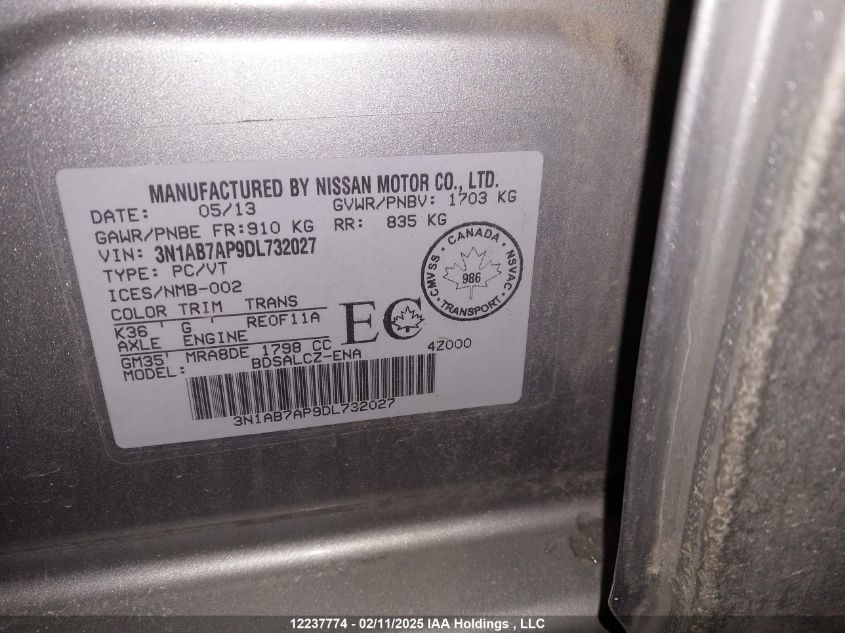 MANUFACTURED BY NISSAN MOTOR CO., LTD.
DATE: 05/13 GVWR/PNBV: 1703 KG
GAWR/PNBE FR:910 KG RR: 835 KG
VIN: 3N1AB7AP9DL732027
TYPE: PC/VT
ICES/NMB-002
COLOR TRIM TRANS
K36 G RE0F11A
AXLE ENGINE
GM35 MRA8DE 1798 CC
MODEL: BDSALCZ-ENA 4Z000
EC
CANADA
CMVSS 986 NSVAC
TRANSPORT
3N1AB7AP9DL732027
12237774 - 02/11/2025 IAA Holdings , LLC